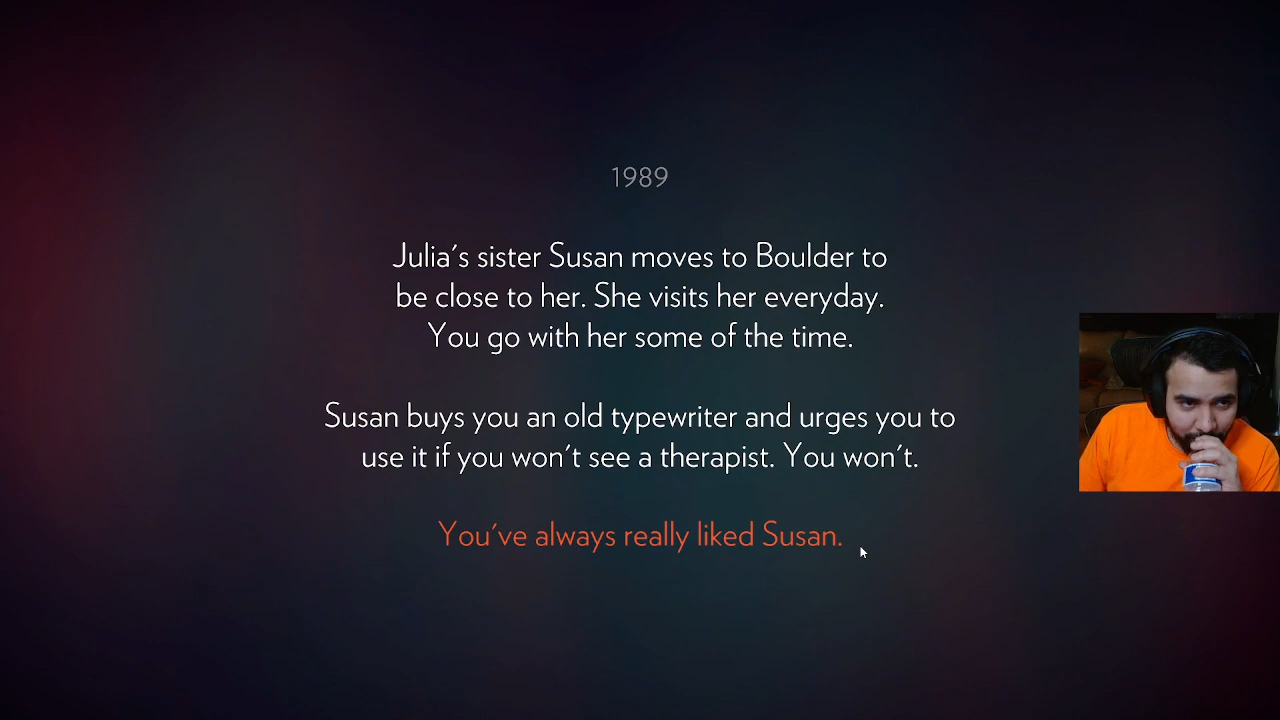 1989
Julia's sister Susan moves to Boulder to
be close to her. She visits her everyday.
You go with her some of the time.
Susan buys you an old typewriter and urges you to
use it if you won't see a therapist. You won't.
You've always really liked Susan.